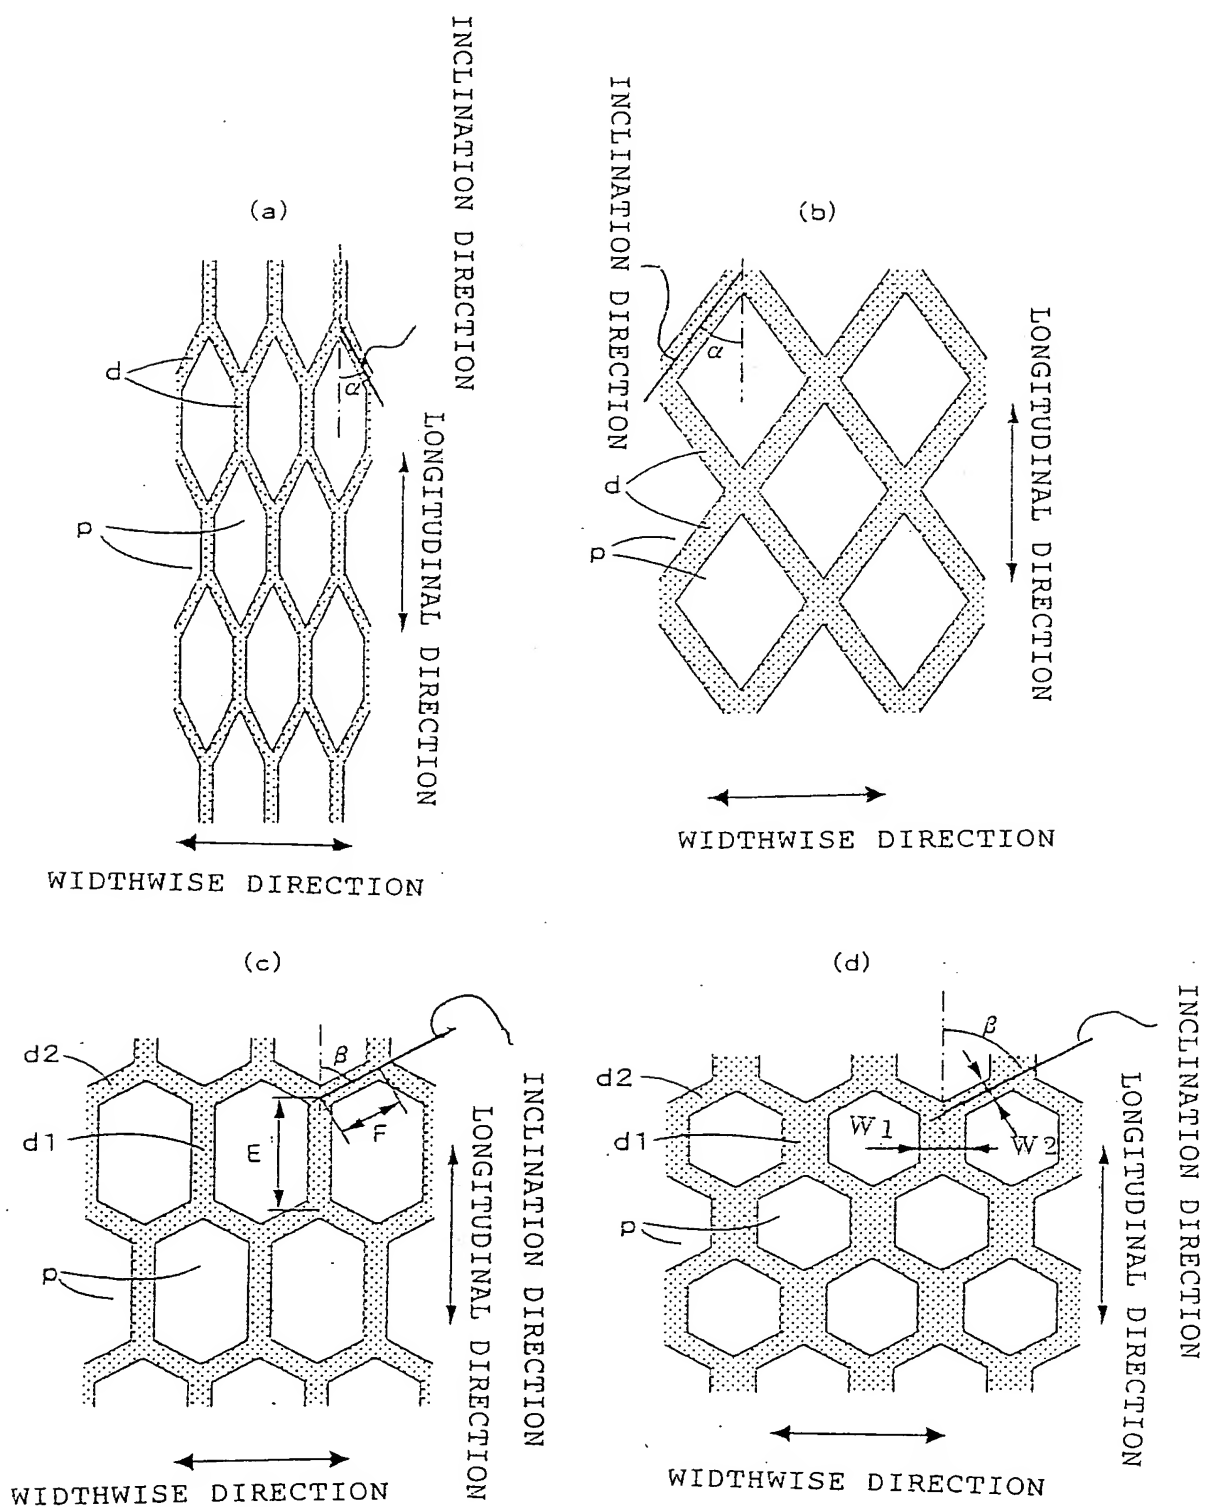 (a)
INCLINATION DIRECTION
α
d
p
LONGITUDINAL DIRECTION
WIDTHWISE DIRECTION
(b)
INCLINATION DIRECTION
α
d
p
LONGITUDINAL DIRECTION
WIDTHWISE DIRECTION
(c)
β
d2
d1
E
F
p
INCLINATION DIRECTION
LONGITUDINAL DIRECTION
WIDTHWISE DIRECTION
(d)
β
d2
d1
W1
W2
p
INCLINATION DIRECTION
LONGITUDINAL DIRECTION
WIDTHWISE DIRECTION